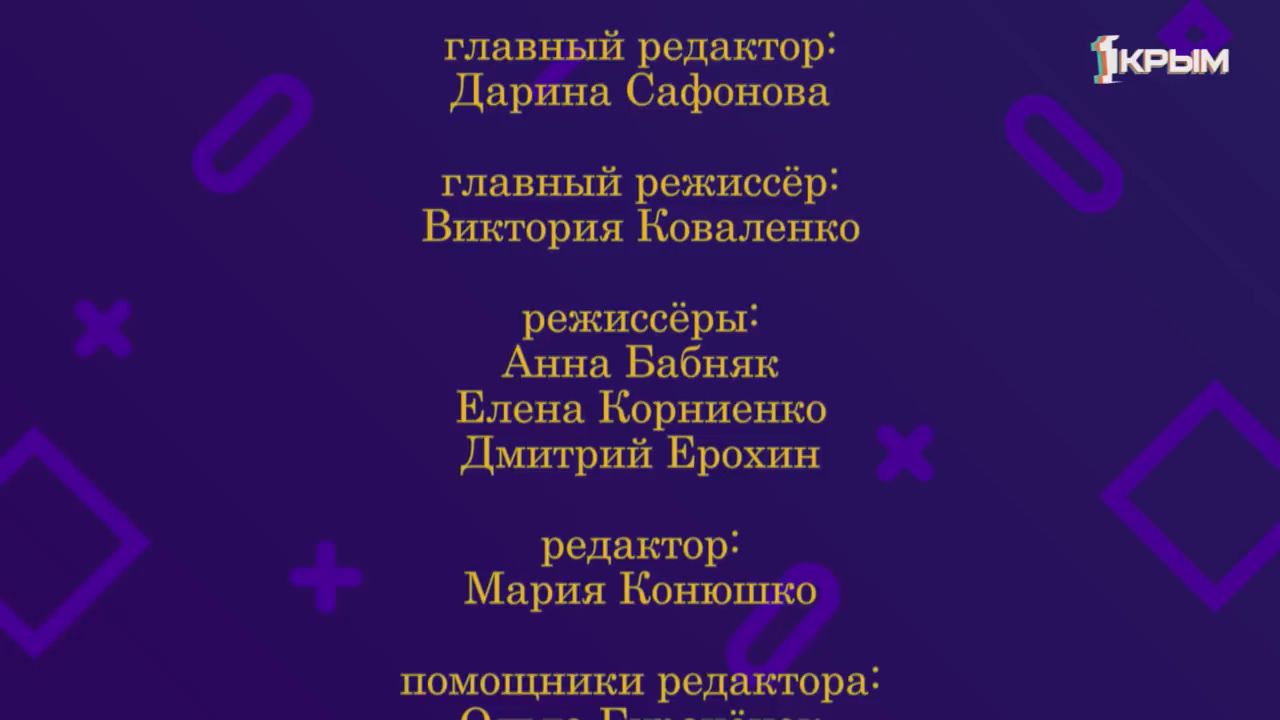 главный редактор:
Дарина Сафонова
1КРЫМ
главный режиссёр:
Виктория Коваленко
режиссёры:
Анна Бабняк
Елена Корниенко
Дмитрий Ерохин
редактор:
Мария Конюшко
помощники редактора: